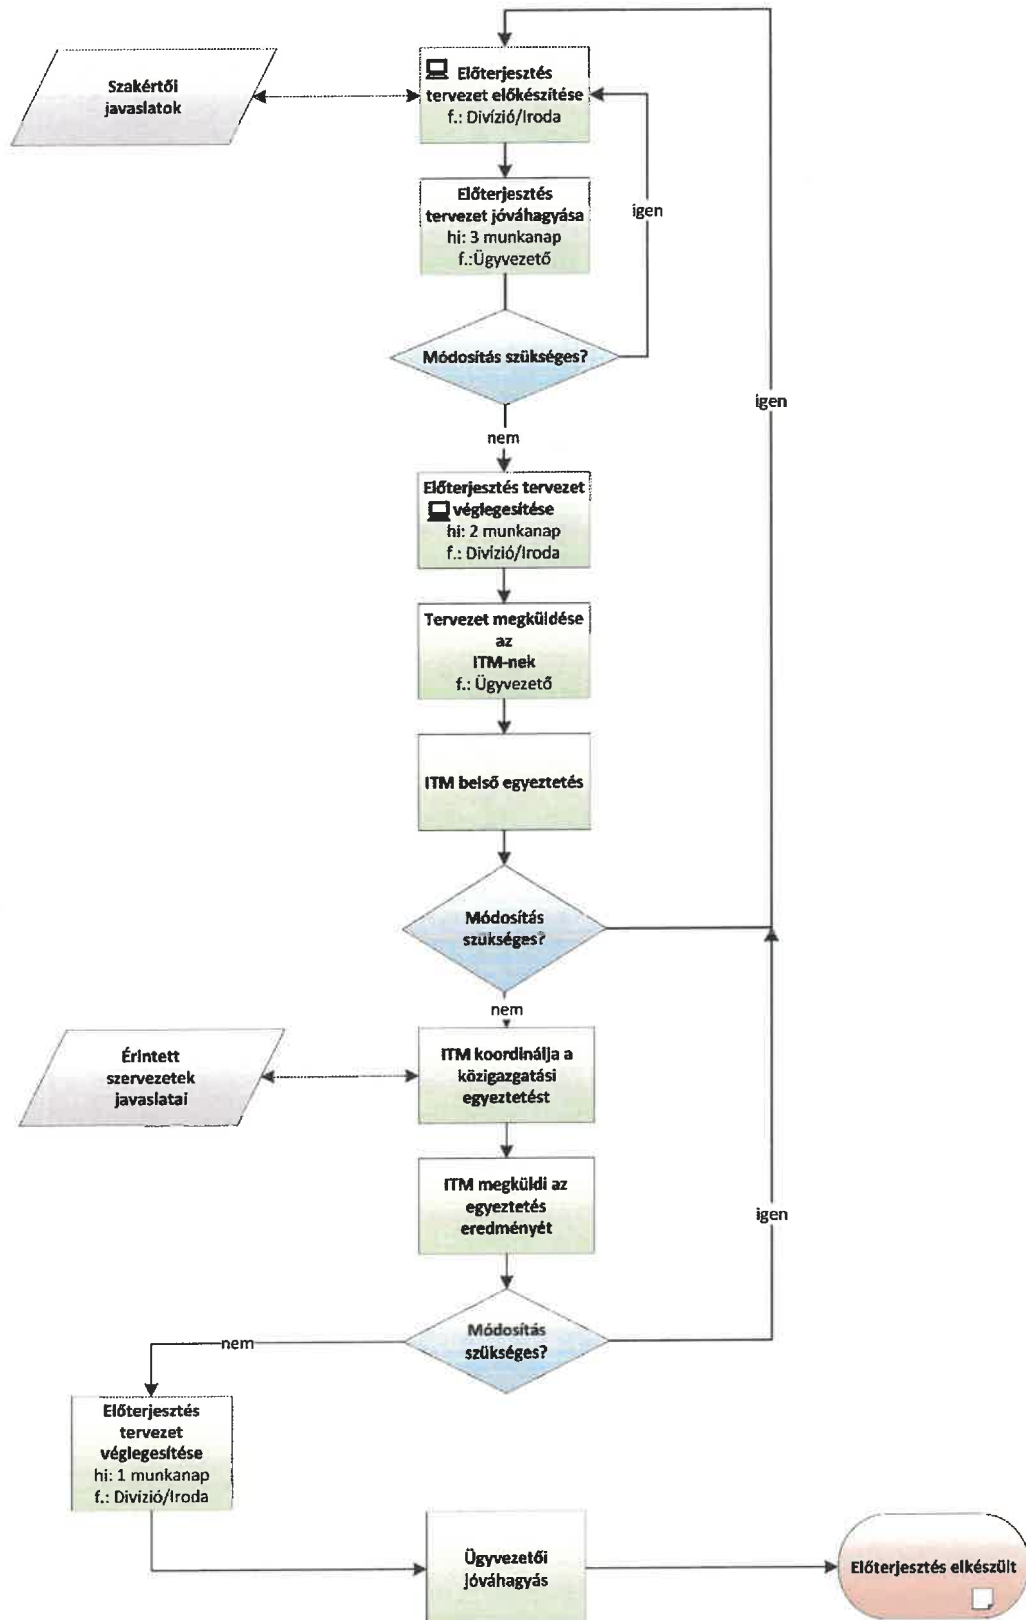 Szakértői
javaslatok
Előterjesztés
tervezet előkészítése
f.: Divízió/Iroda
Előterjesztés
tervezet jóváhagyása
hi: 3 munkanap
f.:Ügyvezető
igen
Módosítás szükséges?
igen
nem
Előterjesztés tervezet
véglegesítése
hi: 2 munkanap
f.: Divízió/Iroda
Tervezet megküldése
az
ITM-nek
f.: Ügyvezető
ITM belső egyeztetés
Módosítás
szükséges?
nem
Érintett
szervezetek
javaslatai
ITM koordinálja a
közigazgatási
egyeztetést
ITM megküldi az
egyeztetés
eredményét
igen
Módosítás
szükséges?
nem
Előterjesztés
tervezet
véglegesítése
hi: 1 munkanap
f.: Divízió/Iroda
Ügyvezetői
jóváhagyás
Előterjesztés elkészült